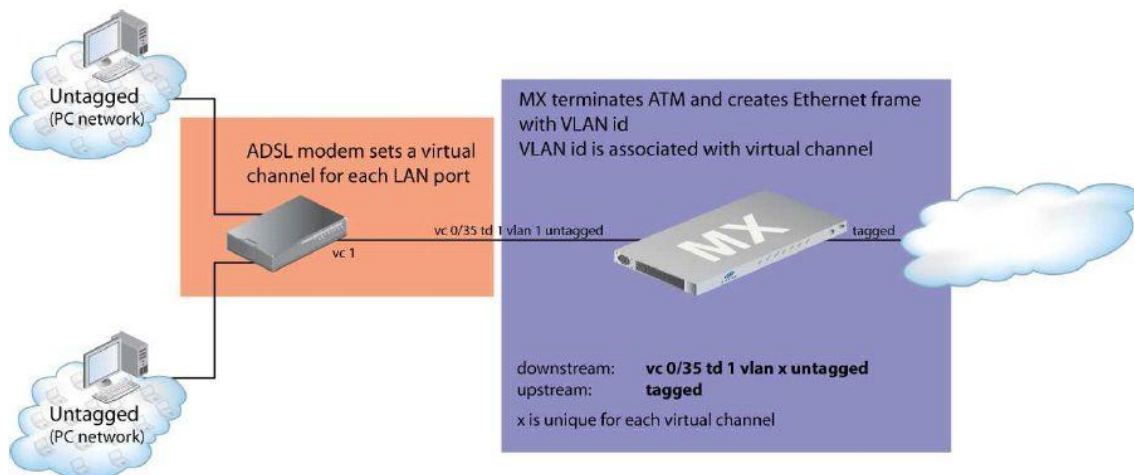 Untagged
(PC network)
ADSL modem sets a virtual
channel for each LAN port
vc 1
Untagged
(PC network)
MX terminates ATM and creates Ethernet frame
with VLAN id
VLAN id is associated with virtual channel
vc 0/35 td 1 vlan 1 untagged
MX
tagged
downstream: vc 0/35 td 1 vlan x untagged
upstream: tagged
x is unique for each virtual channel